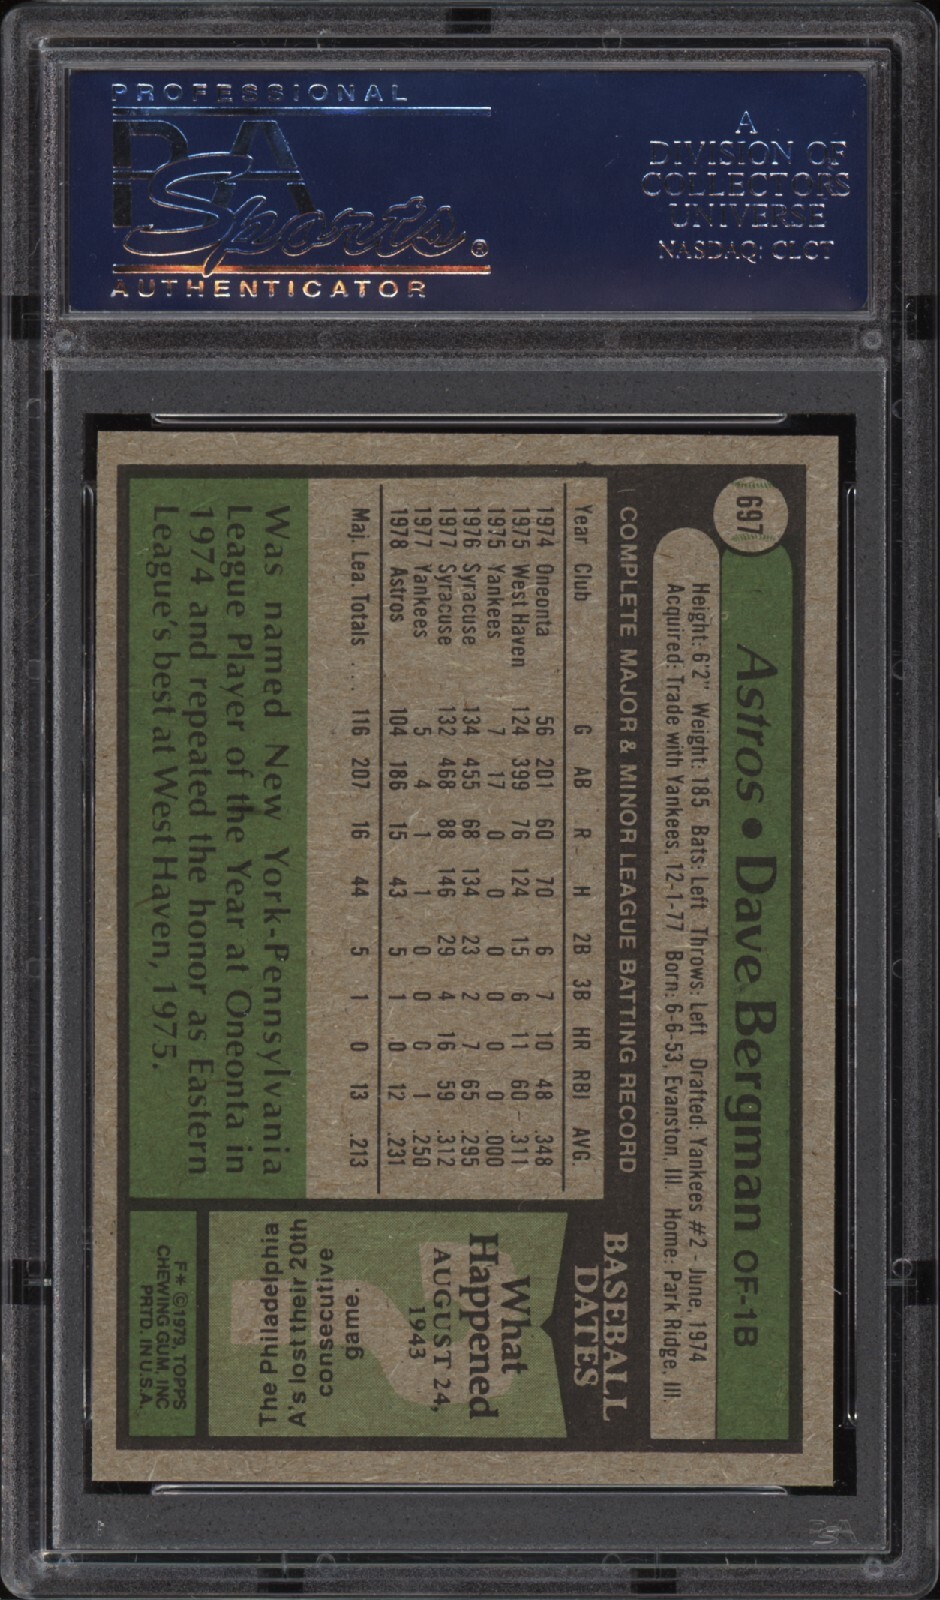 PROFESSIONAL
PSA
Sports®
AUTHENTICATOR
A
DIVISION OF
COLLECTORS
UNIVERSE
NASDAQ: CLCT
697
Astros • Dave Bergman OF-1B
Height: 6'2" Weight: 185 Bats: Left Throws: Left Drafted: Yankees #2 - June, 1974
Acquired: Trade with Yankees, 12-1-77 Born: 6-6-53, Evanston, Ill. Home: Park Ridge, Ill.
COMPLETE MAJOR & MINOR LEAGUE BATTING RECORD
Year Club G AB R H 2B 3B HR RBI AVG.
1974 Oneonta 56 201 60 70 6 7 10 48 .348
1975 West Haven 124 399 76 124 15 6 11 60 .311
1975 Yankees 7 17 0 0 0 0 0 0 .000
1976 Syracuse 134 455 68 134 23 2 7 65 .295
1977 Syracuse 132 468 88 146 29 4 16 59 .312
1977 Yankees 5 4 1 1 0 0 0 1 .250
1978 Astros 104 186 15 43 5 1 0 12 .231
Maj. Lea. Totals 116 207 16 44 5 1 0 13 .213
Was named New York-Pennsylvania
League Player of the Year at Oneonta in
1974 and repeated the honor as Eastern
League's best at West Haven, 1975.
BASEBALL
DATES
What
Happened
AUGUST 24,
1943
?
The Philadelphia
A's lost their 20th
consecutive
game.
F* ©1979, TOPPS
CHEWING GUM, INC
PRTD. IN U.S.A.
PSA